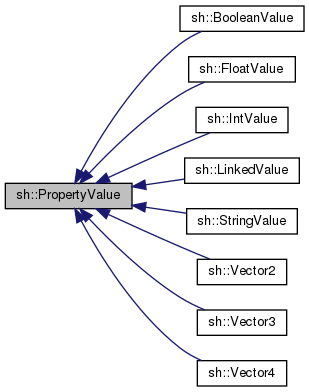 sh::BooleanValue
sh::FloatValue
sh::IntValue
sh::LinkedValue
sh::PropertyValue
sh::StringValue
sh::Vector2
sh::Vector3
sh::Vector4